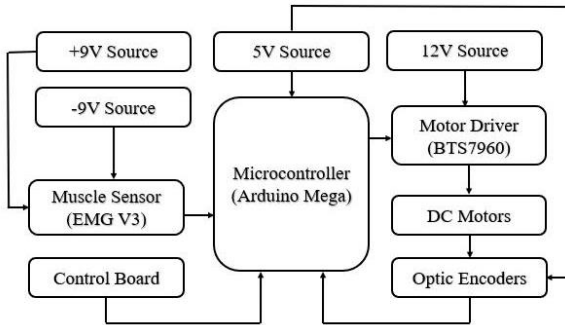 +9V Source
5V Source
12V Source
-9V Source
Microcontroller
(Arduino Mega)
Motor Driver
(BTS7960)
Muscle Sensor
(EMG V3)
DC Motors
Control Board
Optic Encoders